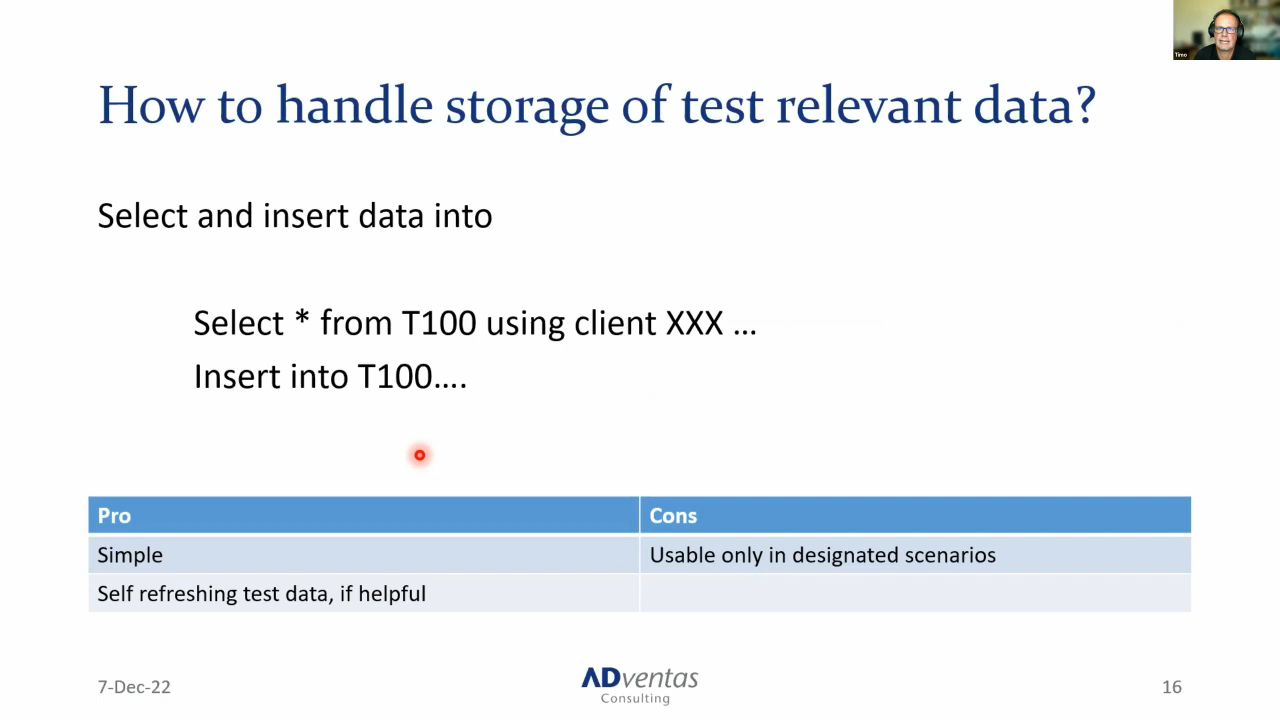 Timo
How to handle storage of test relevant data?
Select and insert data into
Select * from T100 using client XXX ...
Insert into T100....
Pro
Cons
Simple
Usable only in designated scenarios
Self refreshing test data, if helpful
7-Dec-22
ADventas
Consulting
16